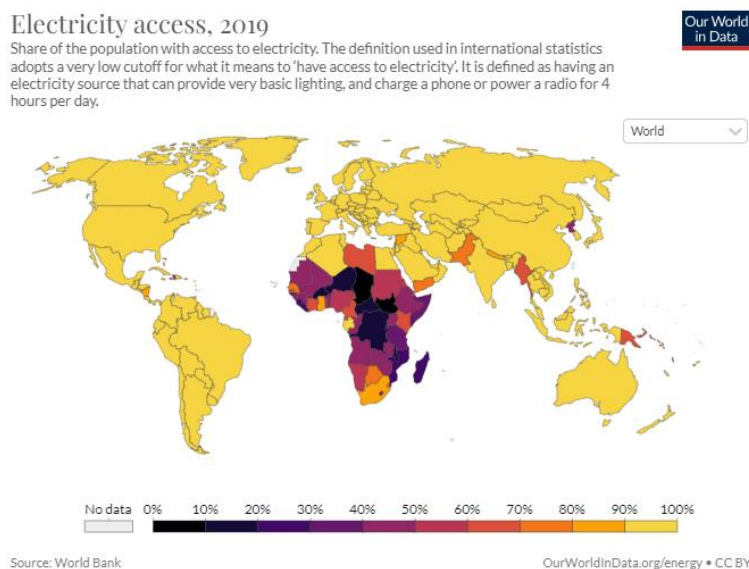 Electricity access, 2019
Our World
in Data
Share of the population with access to electricity. The definition used in international statistics
adopts a very low cutoff for what it means to 'have access to electricity'. It is defined as having an
electricity source that can provide very basic lighting, and charge a phone or power a radio for 4
hours per day.
World
No data 0% 10% 20% 30% 40% 50% 60% 70% 80% 90% 100%
Source: World Bank
OurWorldInData.org/energy • CC BY